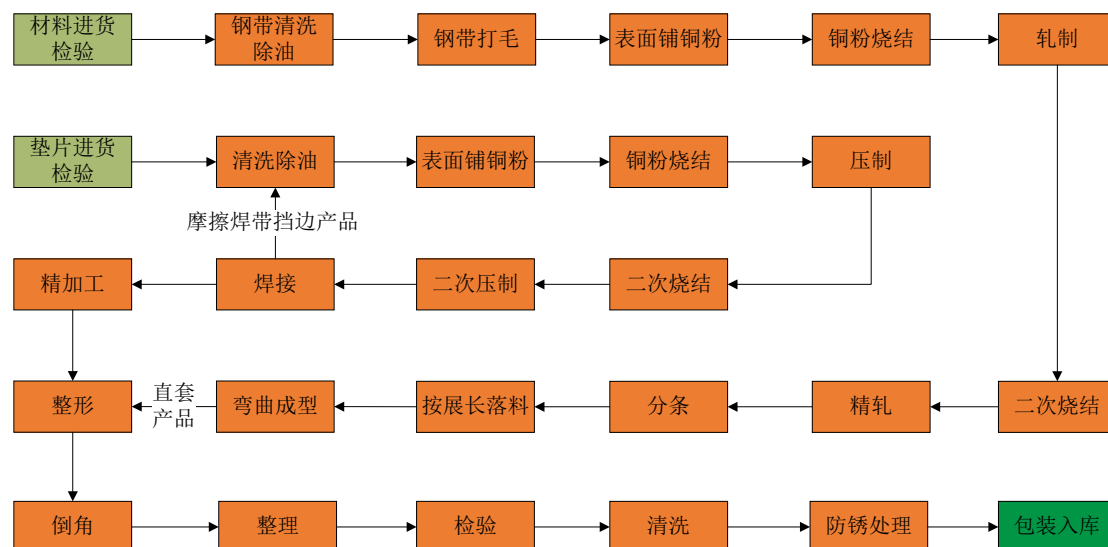 材料进货
检验
钢带清洗
除油
钢带打毛
表面铺铜粉
铜粉烧结
轧制
垫片进货
检验
清洗除油
表面铺铜粉
铜粉烧结
压制
摩擦焊带挡边产品
精加工
焊接
二次压制
二次烧结
整形
直套
产品
弯曲成型
按展长落料
分条
精轧
二次烧结
倒角
整理
检验
清洗
防锈处理
包装入库